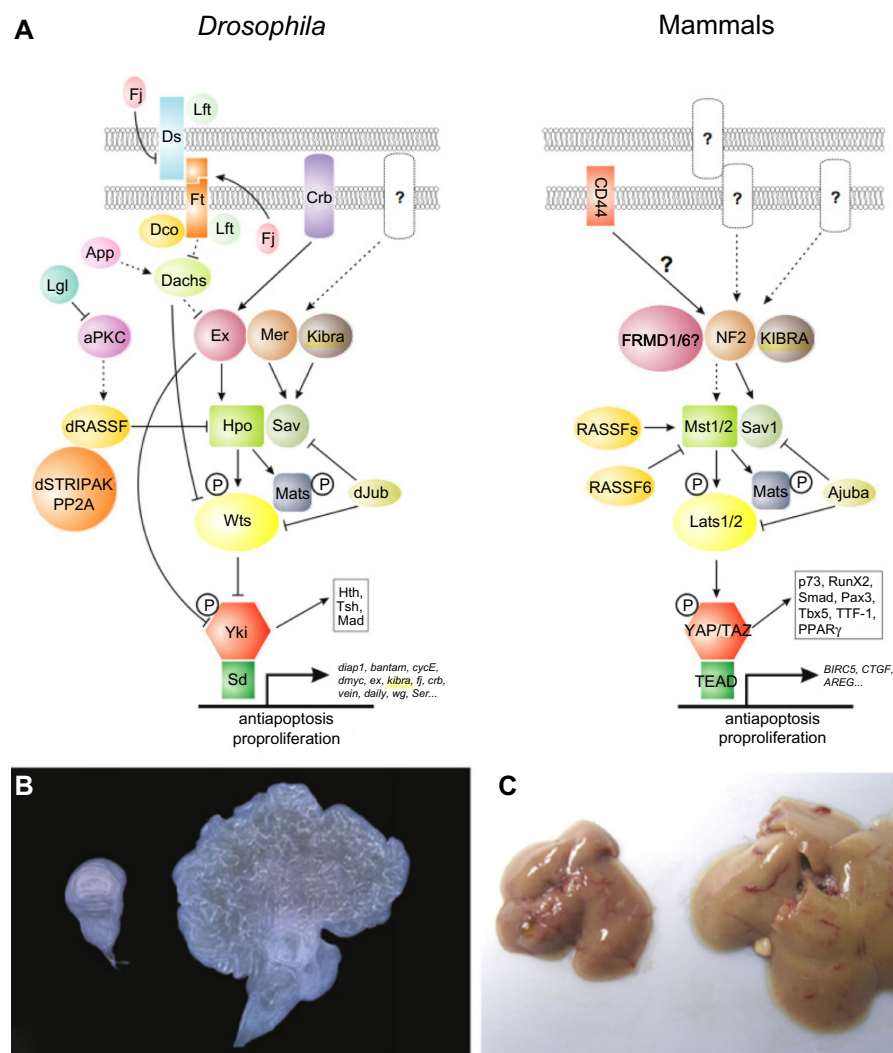 A
Drosophila
Mammals
Fj
Lft
Ds
?
Ft
Crb
?
CD44
?
?
Dco
Lft
Fj
App
Dachs
?
Lgl
aPKC
Ex
Mer
Kibra
FRMD1/6?
NF2
KIBRA
dRASSF
Hpo
Sav
RASSFs
Mst1/2
Sav1
dSTRIPAK
PP2A
P
Mats
P
dJub
RASSF6
P
Mats
P
Ajuba
Wts
Lats1/2
P
Yki
Hth,
Tsh,
Mad
P
YAP/TAZ
p73, RunX2,
Smad, Pax3,
Tbx5, TTF-1,
PPARγ
Sd
diap1, bantam, cycE,
dmyc, ex, kibra, fj, crb,
vein, daily, wg, Ser...
TEAD
BIRC5, CTGF,
AREG...
antiapoptosis
proproliferation
antiapoptosis
proproliferation
B
C